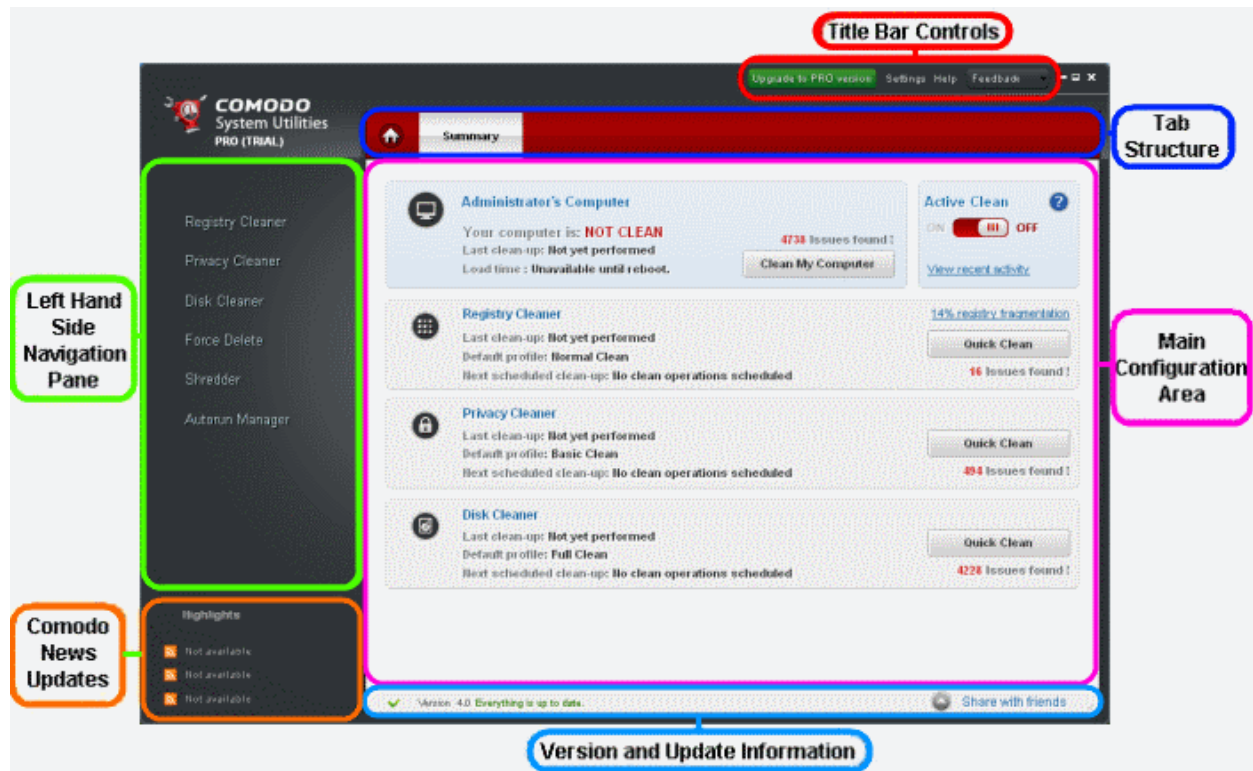 Title Bar Controls
Upgrade to PRO version Settings Help Feedback
COMODO
System Utilities
PRO (TRIAL)
Summary
Tab
Structure
Left Hand
Side
Navigation
Pane
Registry Cleaner
Privacy Cleaner
Disk Cleaner
Force Delete
Shredder
Autorun Manager
Administrator's Computer
Your computer is: NOT CLEAN
Last clean-up: Not yet performed
Load time : Unavailable until reboot.
4738 Issues found !
Clean My Computer
Active Clean ?
ON OFF
View recent activity
Registry Cleaner
Last clean-up: Not yet performed
Default profile: Normal Clean
Next scheduled clean-up: No clean operations scheduled
14% registry fragmentation
Quick Clean
16 Issues found !
Privacy Cleaner
Last clean-up: Not yet performed
Default profile: Basic Clean
Next scheduled clean-up: No clean operations scheduled
Quick Clean
494 Issues found !
Disk Cleaner
Last clean-up: Not yet performed
Default profile: Full Clean
Next scheduled clean-up: No clean operations scheduled
Quick Clean
4228 Issues found !
Main
Configuration
Area
Comodo
News
Updates
Highlights
Not available
Not available
Not available
Version 4.0 Everything is up to date.
Share with friends
Version and Update Information